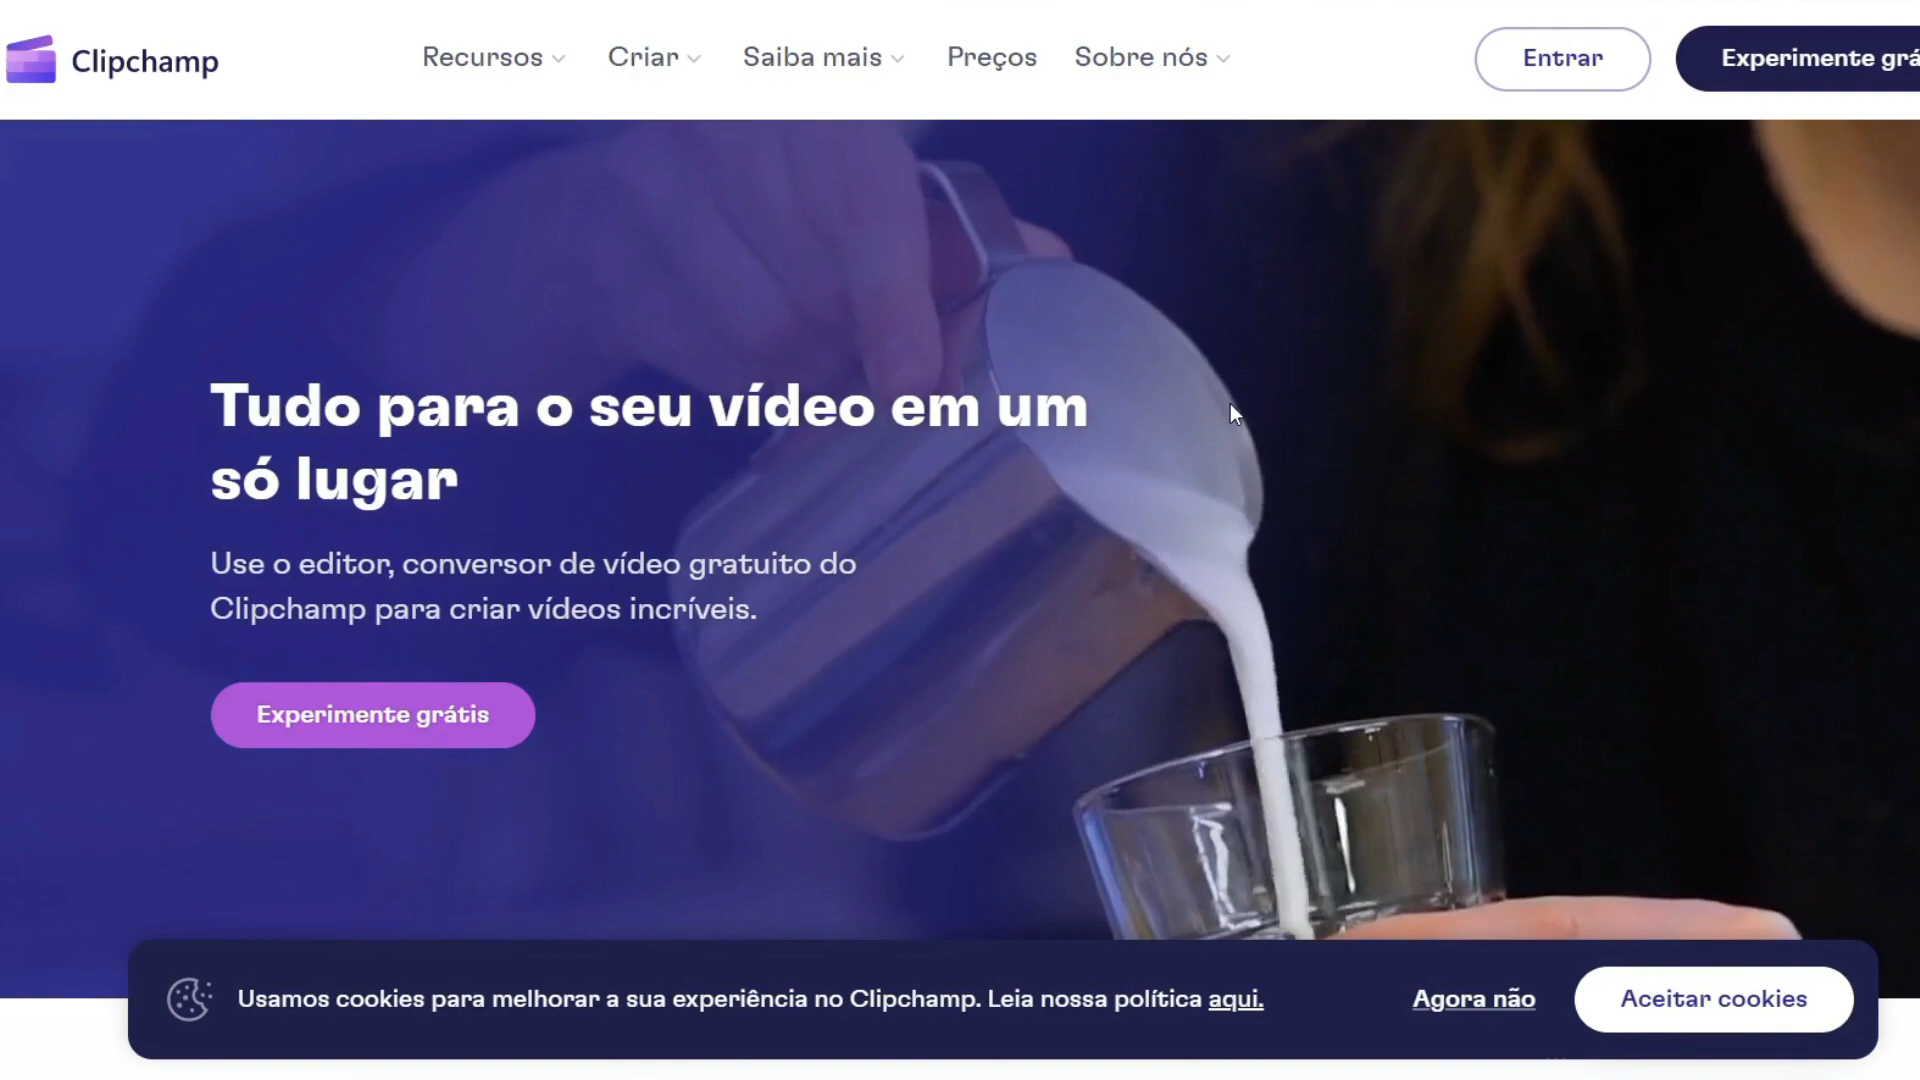 Clipchamp
Recursos
Criar
Saiba mais
Preços
Sobre nós
Entrar
Experimente grá
Tudo para o seu vídeo em um
só lugar
Use o editor, conversor de vídeo gratuito do
Clipchamp para criar vídeos incríveis.
Experimente grátis
Usamos cookies para melhorar a sua experiência no Clipchamp. Leia nossa política aqui.
Agora não
Aceitar cookies